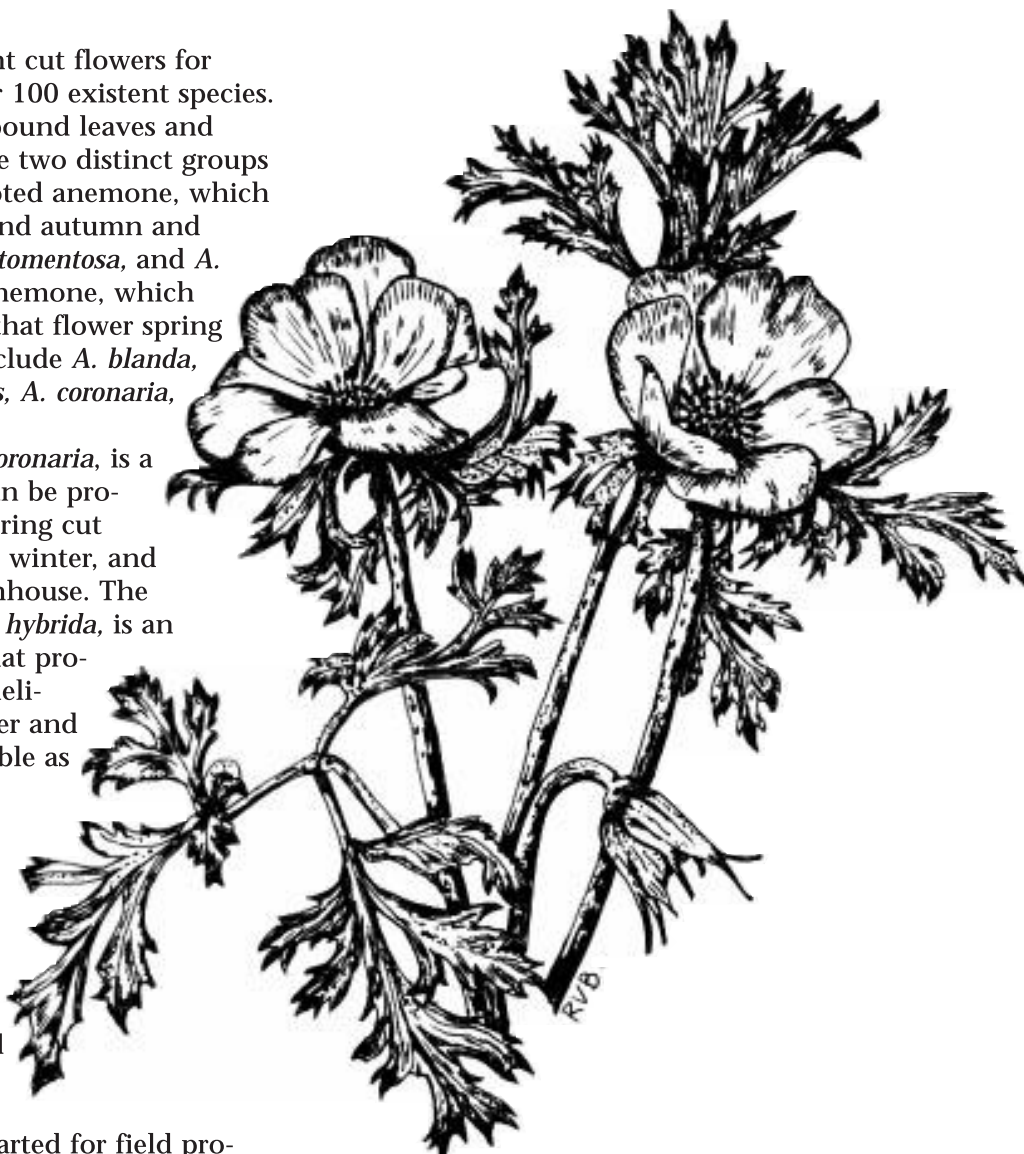 nt cut flowers for
r 100 existent species.
ound leaves and
e two distinct groups
oted anemone, which
nd autumn and
tomentosa, and A.
nemone, which
that flower spring
clude A. blanda,
s, A. coronaria,
oronaria, is a
n be pro-
ring cut
winter, and
nhouse. The
hybrida, is an
at pro-
eli-
er and
ble as
l
arted for field pro-
RVB